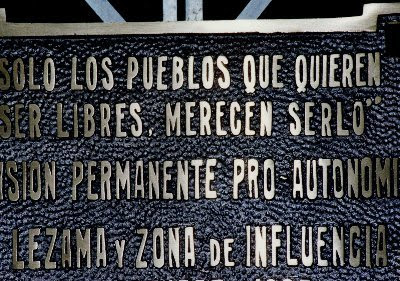 SOLO LOS PUEBLOS QUE QUIEREN
SER LIBRES, MERECEN SERLO"
ISION PERMANENTE PRO-AUTONOMI
LEZAMA Y ZONA DE INFLUENCIA